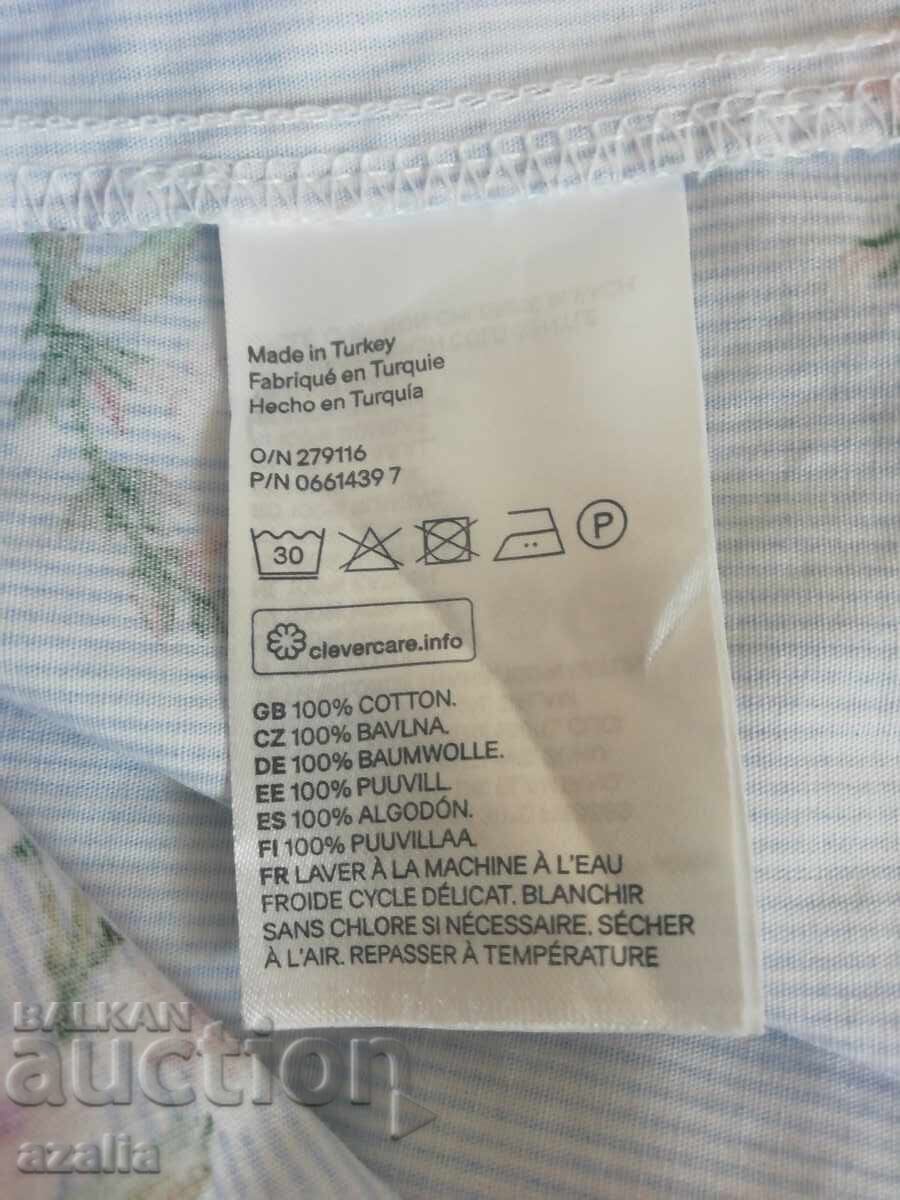 Made in Turkey
Fabriqué en Turquie
Hecho en Turquía
O/N 279116
P/N 0661439 7
30
P
clevercare.info
GB 100% COTTON.
CZ 100% BAVLNA.
DE 100% BAUMWOLLE.
EE 100% PUUVILL.
ES 100% ALGODÓN.
FI 100% PUUVILLAA.
FR LAVER À LA MACHINE À L'EAU
FROIDE CYCLE DÉLICAT. BLANCHIR
SANS CHLORE SI NÉCESSAIRE. SÉCHER
À L'AIR. REPASSER À TEMPÉRATURE
BALKAN
auction
azalia